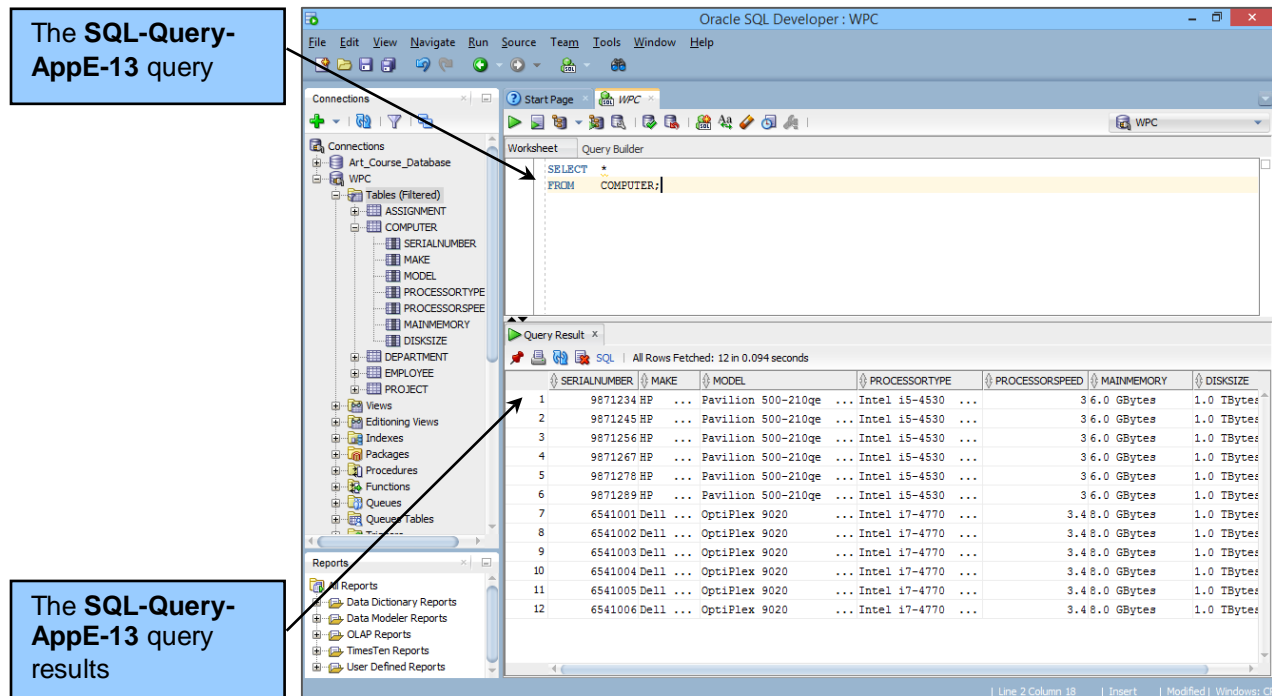 The SQL-Query-
AppE-13 query
The SQL-Query-
AppE-13 query
results
Oracle SQL Developer : WPC
File Edit View Navigate Run Source Team Tools Window Help
Connections
Connections
Art_Course_Database
WPC
Tables (Filtered)
ASSIGNMENT
COMPUTER
SERIALNUMBER
MAKE
MODEL
PROCESSORTYPE
PROCESSORSPEE
MAINMEMORY
DISKSIZE
DEPARTMENT
EMPLOYEE
PROJECT
Views
Editioning Views
Indexes
Packages
Procedures
Functions
Queues
Queues Tables
Triggers
Reports
All Reports
Data Dictionary Reports
Data Modeler Reports
OLAP Reports
TimesTen Reports
User Defined Reports
Start Page WPC
WPC
Worksheet Query Builder
SELECT *
FROM COMPUTER;
Query Result
SQL | All Rows Fetched: 12 in 0.094 seconds
SERIALNUMBER MAKE MODEL PROCESSORTYPE PROCESSORSPEED MAINMEMORY DISKSIZE
1 9871234 HP ... Pavilion 500-210qe ... Intel i5-4530 ... 3 6.0 GBytes 1.0 TBytes
2 9871245 HP ... Pavilion 500-210qe ... Intel i5-4530 ... 3 6.0 GBytes 1.0 TBytes
3 9871256 HP ... Pavilion 500-210qe ... Intel i5-4530 ... 3 6.0 GBytes 1.0 TBytes
4 9871267 HP ... Pavilion 500-210qe ... Intel i5-4530 ... 3 6.0 GBytes 1.0 TBytes
5 9871278 HP ... Pavilion 500-210qe ... Intel i5-4530 ... 3 6.0 GBytes 1.0 TBytes
6 9871289 HP ... Pavilion 500-210qe ... Intel i5-4530 ... 3 6.0 GBytes 1.0 TBytes
7 6541001 Dell ... OptiPlex 9020 ... Intel i7-4770 ... 3.4 8.0 GBytes 1.0 TBytes
8 6541002 Dell ... OptiPlex 9020 ... Intel i7-4770 ... 3.4 8.0 GBytes 1.0 TBytes
9 6541003 Dell ... OptiPlex 9020 ... Intel i7-4770 ... 3.4 8.0 GBytes 1.0 TBytes
10 6541004 Dell ... OptiPlex 9020 ... Intel i7-4770 ... 3.4 8.0 GBytes 1.0 TBytes
11 6541005 Dell ... OptiPlex 9020 ... Intel i7-4770 ... 3.4 8.0 GBytes 1.0 TBytes
12 6541006 Dell ... OptiPlex 9020 ... Intel i7-4770 ... 3.4 8.0 GBytes 1.0 TBytes
| Line 2 Column 18 | Insert | Modified | Windows: